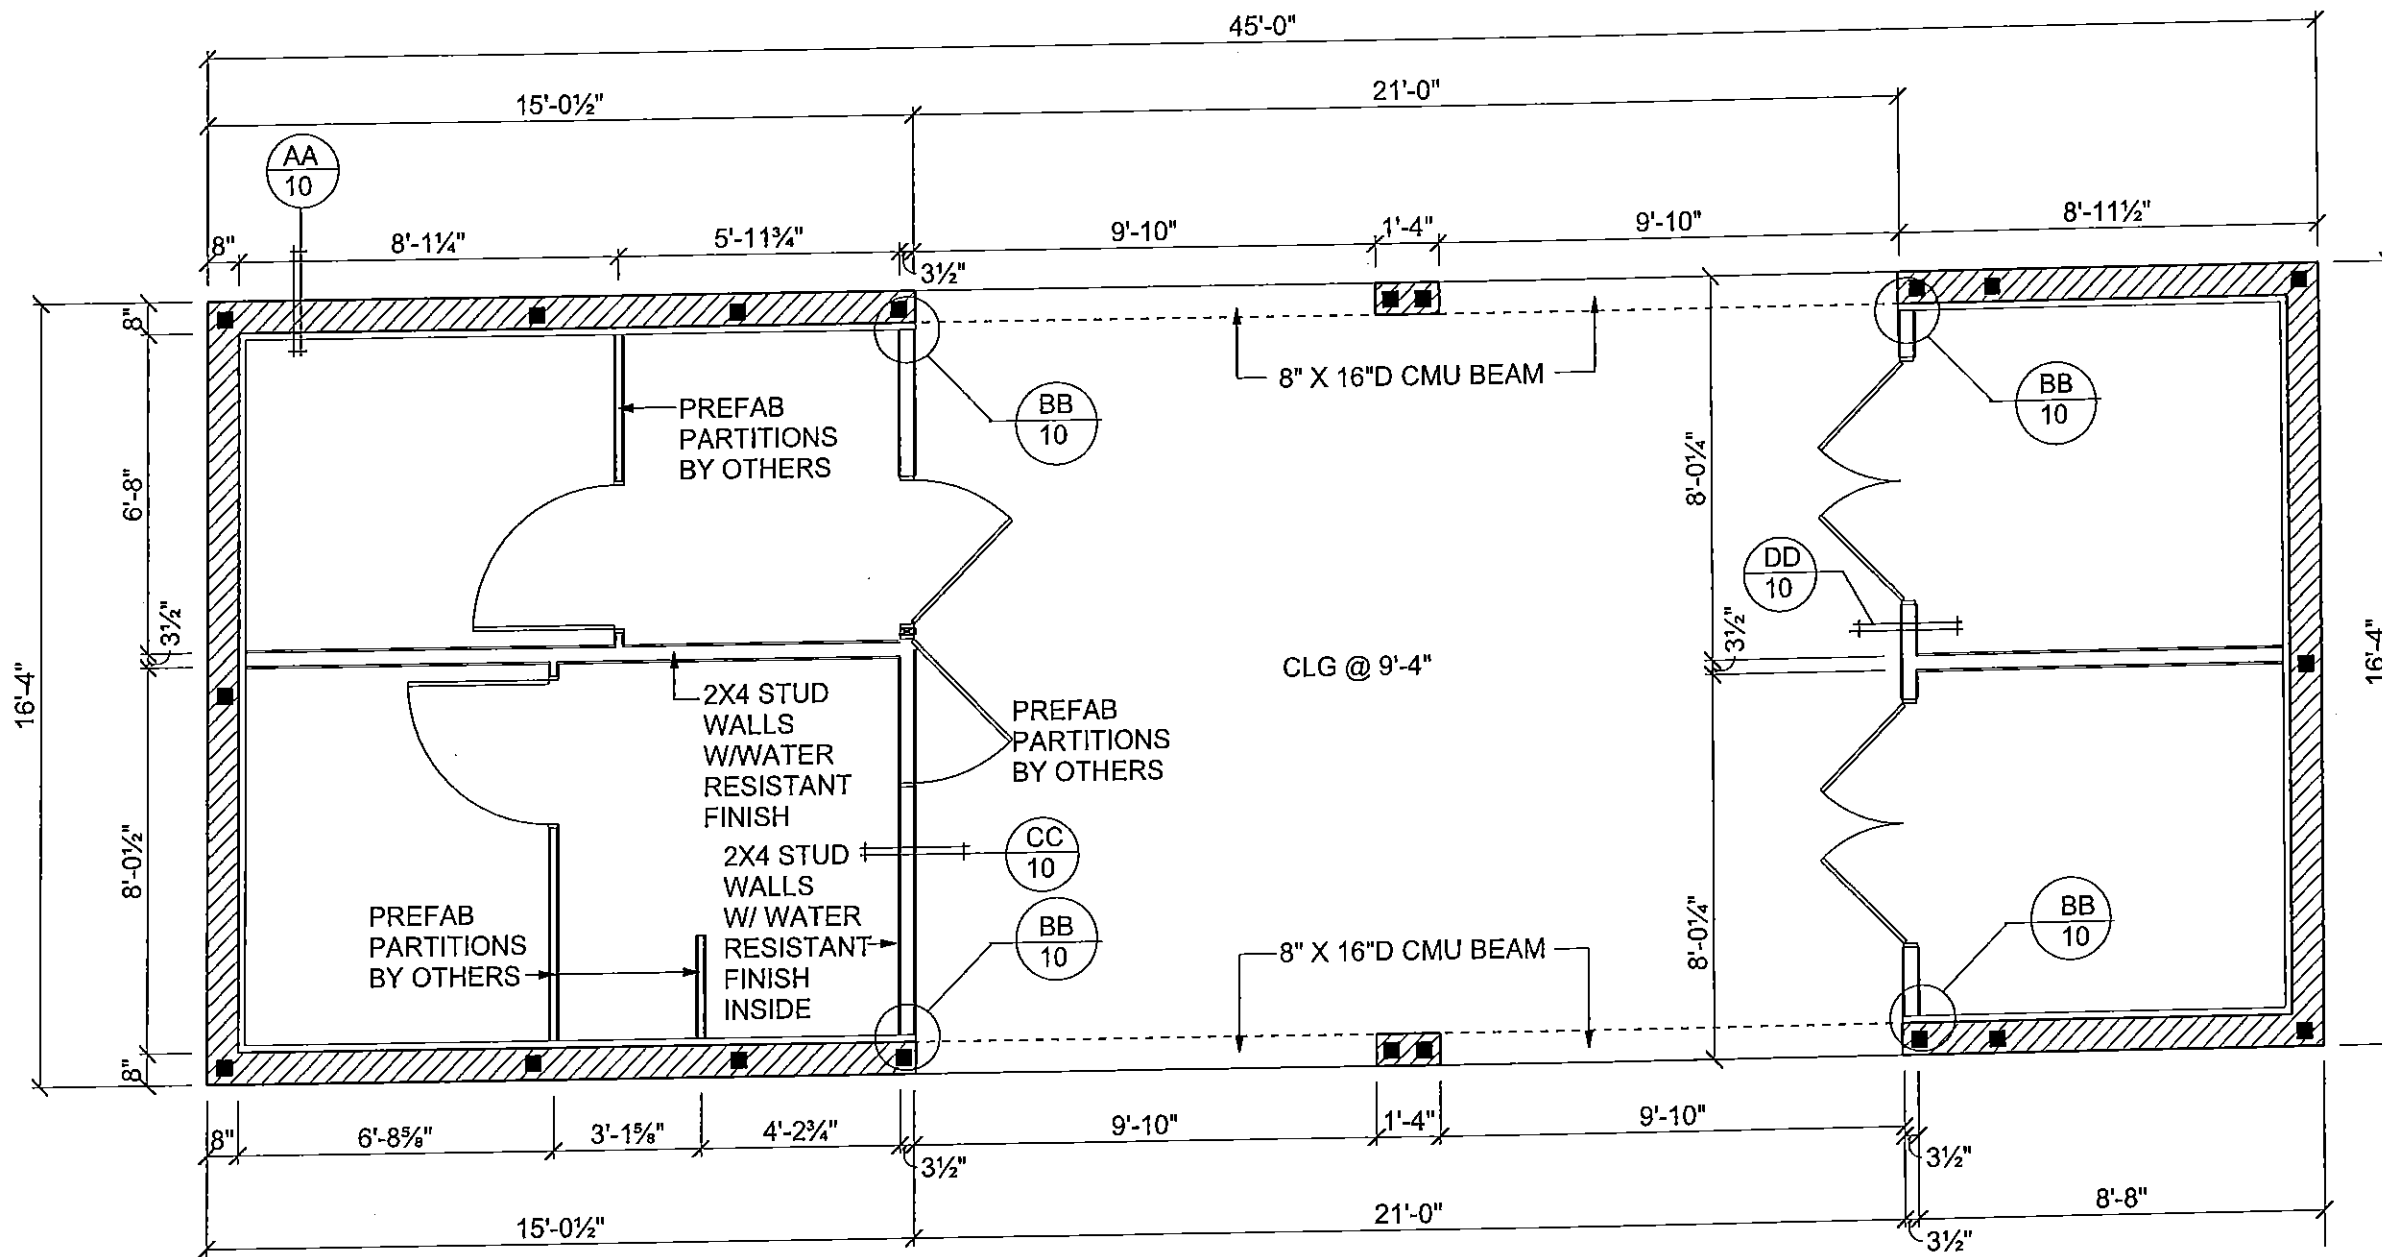 45'-0"
15'-0½"
21'-0"
AA
10
8"
8'-1¼"
5'-11¾"
3½"
9'-10"
1'-4"
9'-10"
8'-11½"
8"
6'-8"
3½"
16'-4"
8'-0½"
8"
PREFAB
PARTITIONS
BY OTHERS
BB
10
8" X 16"D CMU BEAM
BB
10
8'-0¼"
DD
10
3½"
16'-4"
CLG @ 9'-4"
2X4 STUD
WALLS
W/WATER
RESISTANT
FINISH
PREFAB
PARTITIONS
BY OTHERS
2X4 STUD
WALLS
W/ WATER
RESISTANT
FINISH
INSIDE
CC
10
BB
10
PREFAB
PARTITIONS
BY OTHERS
8" X 16"D CMU BEAM
8'-0¼"
BB
10
8"
6'-8⅝"
3'-1⅝"
4'-2¾"
3½"
9'-10"
1'-4"
9'-10"
3½"
15'-0½"
21'-0"
3½"
8'-8"